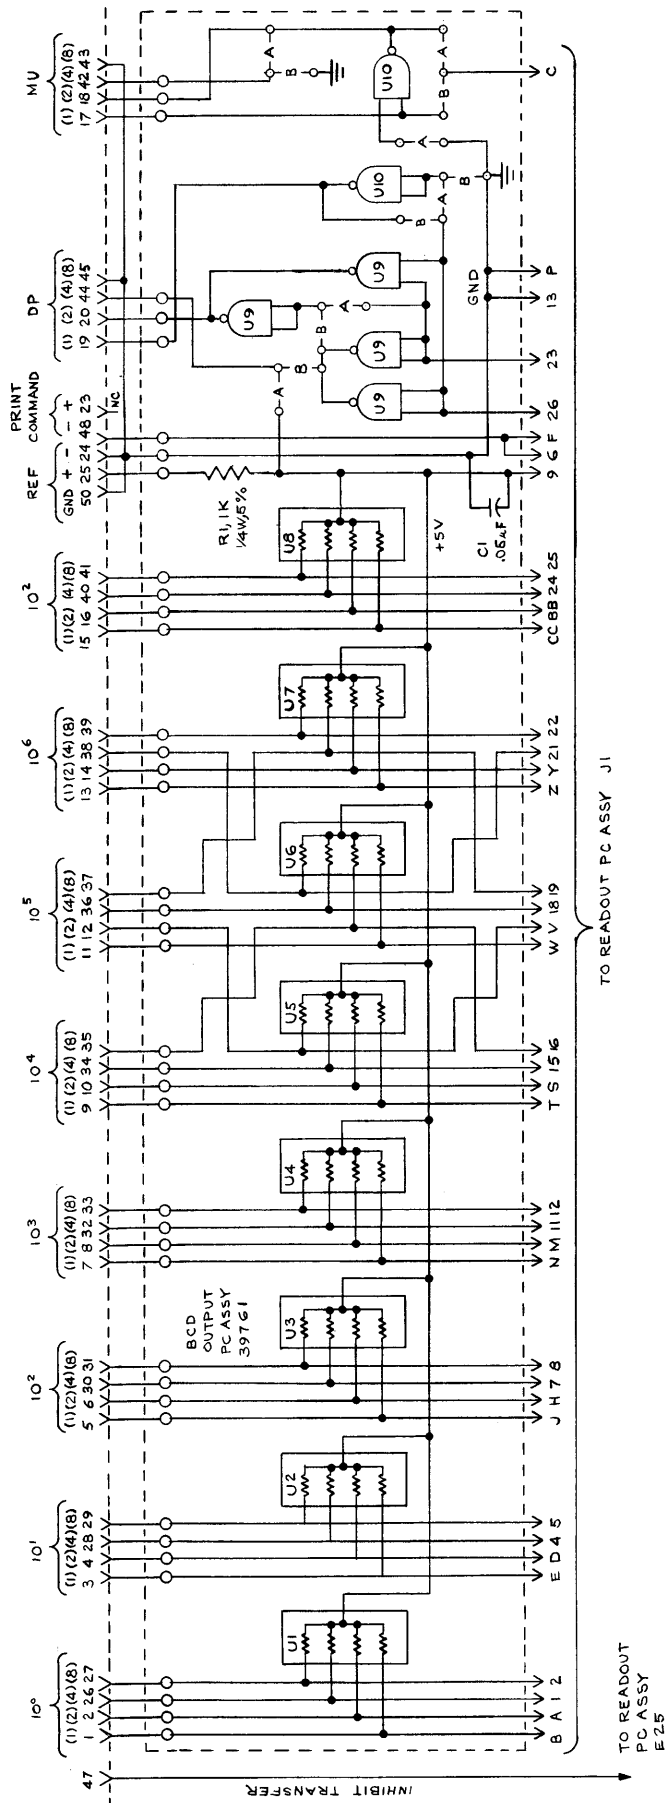 47
INHIBIT TRANSFER
TO READOUT
PC ASSY
E25
10⁰
(1)(2)(4)(8)
1 2 26 27
10¹
(1)(2)(4)(8)
3 4 28 29
10²
(1)(2)(4)(8)
5 6 30 31
10³
(1)(2)(4)(8)
7 8 32 33
10⁴
(1)(2)(4)(8)
9 10 34 35
10⁵
(1)(2)(4)(8)
11 12 36 37
10⁶
(1)(2)(4)(8)
13 14 38 39
10²
(1)(2)(4)(8)
15 16 40 41
REF
GND + -
50 25 24
PRINT
COMMAND
- +
48 23
NC
DP
(1) (2) (4)(8)
19 20 44 45
MU
(1) (2)(4)(8)
17 18 42 43
BCD
OUTPUT
PC ASSY
39761
U1
U2
U3
U4
U5
U6
U7
U8
R1, 1K
1/4W, 5%
+5V
C1
.05µF
U9
U9
U9
U9
U10
U10
A
B
A
B
A
B
A
B
A
A
B
A
B
GND
B A 1 2
E D 4 5
J H 7 8
N M 11 12
T S 15 16
W V 18 19
Z Y 21 22
CC BB 24 25
9 6 F 26 23 13 P C
TO READOUT PC ASSY J1